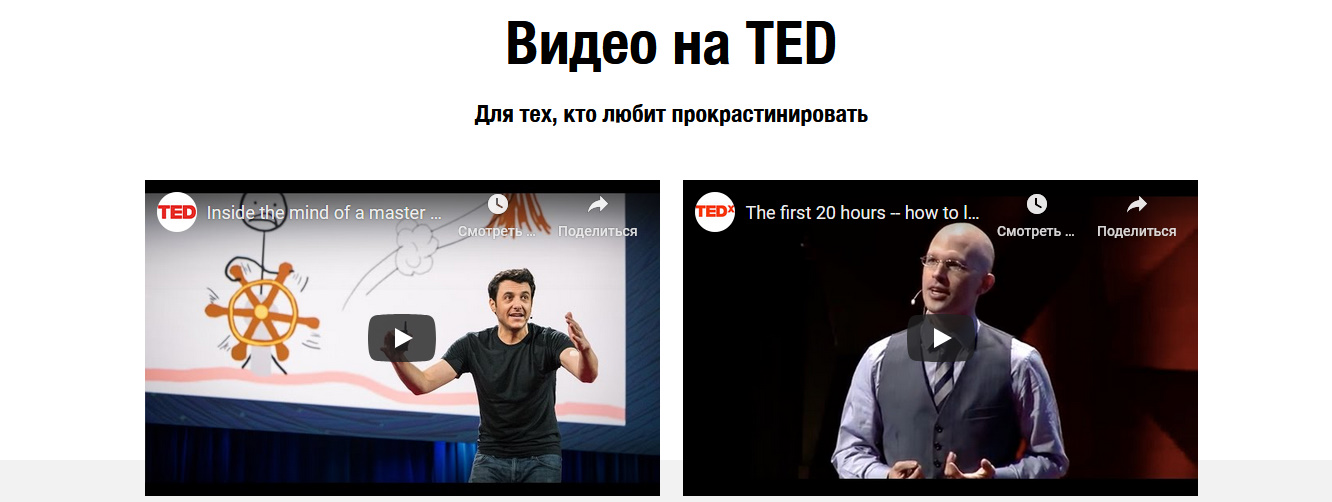 Видео на TED
Для тех, кто любит прокрастинировать
TED Inside the mind of a master ...
Смотреть ... Поделиться
TEDx The first 20 hours -- how to l...
Смотреть ... Поделиться